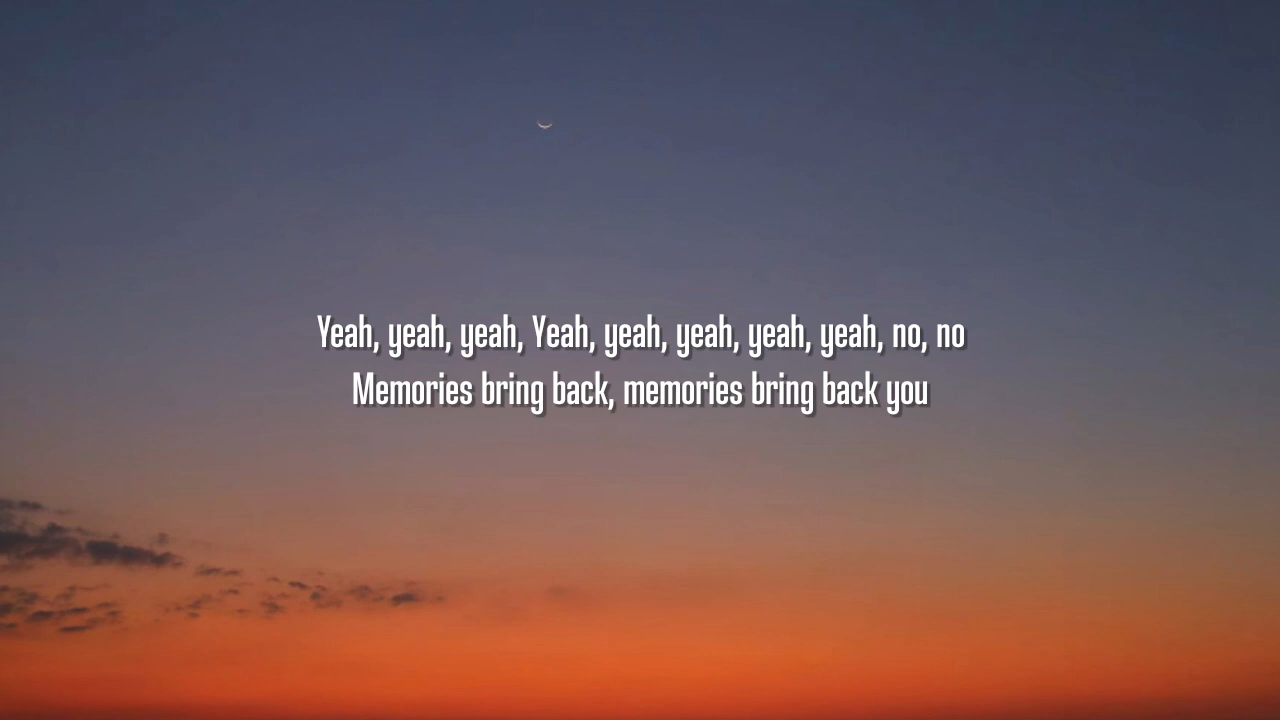 Yeah, yeah, yeah, Yeah, yeah, yeah, yeah, yeah, no, no
Memories bring back, memories bring back you